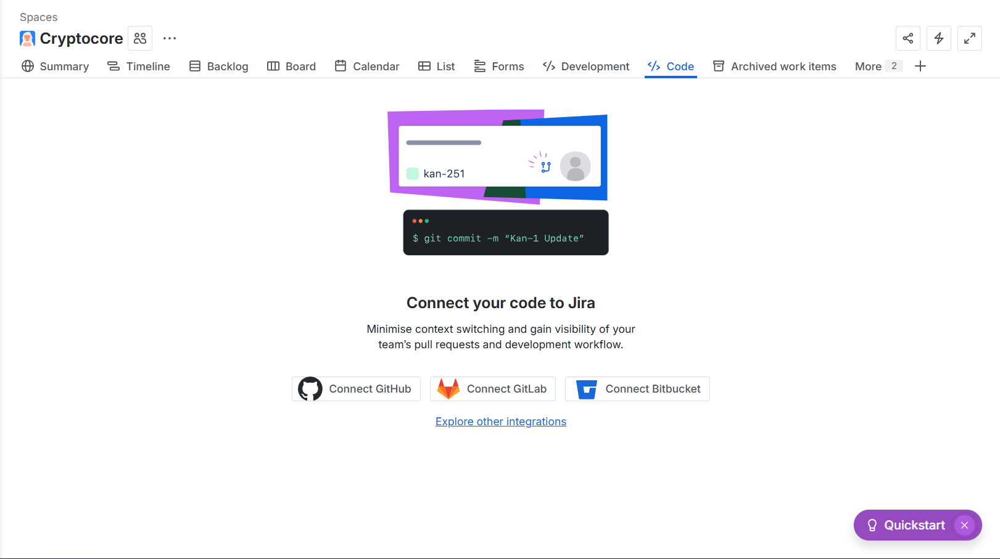 Spaces
Cryptocore
Summary
Timeline
Backlog
Board
Calendar
List
Forms
Development
Code
Archived work items
More 2
kan-251
$ git commit -m “Kan-1 Update”
Connect your code to Jira
Minimise context switching and gain visibility of your
team’s pull requests and development workflow.
Connect GitHub
Connect GitLab
Connect Bitbucket
Explore other integrations
Quickstart